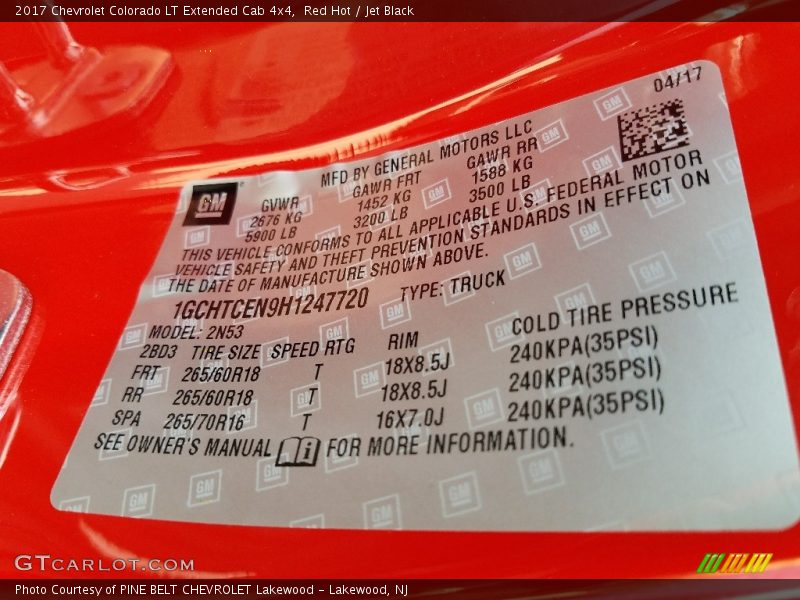 2017 Chevrolet Colorado LT Extended Cab 4x4, Red Hot / Jet Black
04/17
MFD BY GENERAL MOTORS LLC
GM
GVWR GAWR FRT GAWR RR
2676 KG 1452 KG 1588 KG
5900 LB 3200 LB 3500 LB
THIS VEHICLE CONFORMS TO ALL APPLICABLE U.S. FEDERAL MOTOR
VEHICLE SAFETY AND THEFT PREVENTION STANDARDS IN EFFECT ON
THE DATE OF MANUFACTURE SHOWN ABOVE.
1GCHTCEN9H1247720 TYPE: TRUCK
MODEL: 2N53
2BD3 TIRE SIZE SPEED RTG RIM COLD TIRE PRESSURE
FRT 265/60R18 T 18X8.5J 240KPA(35PSI)
RR 265/60R18 T 18X8.5J 240KPA(35PSI)
SPA 265/70R16 T 16X7.0J 240KPA(35PSI)
SEE OWNER'S MANUAL FOR MORE INFORMATION.
GTCARLOT.COM
Photo Courtesy of PINE BELT CHEVROLET Lakewood - Lakewood, NJ